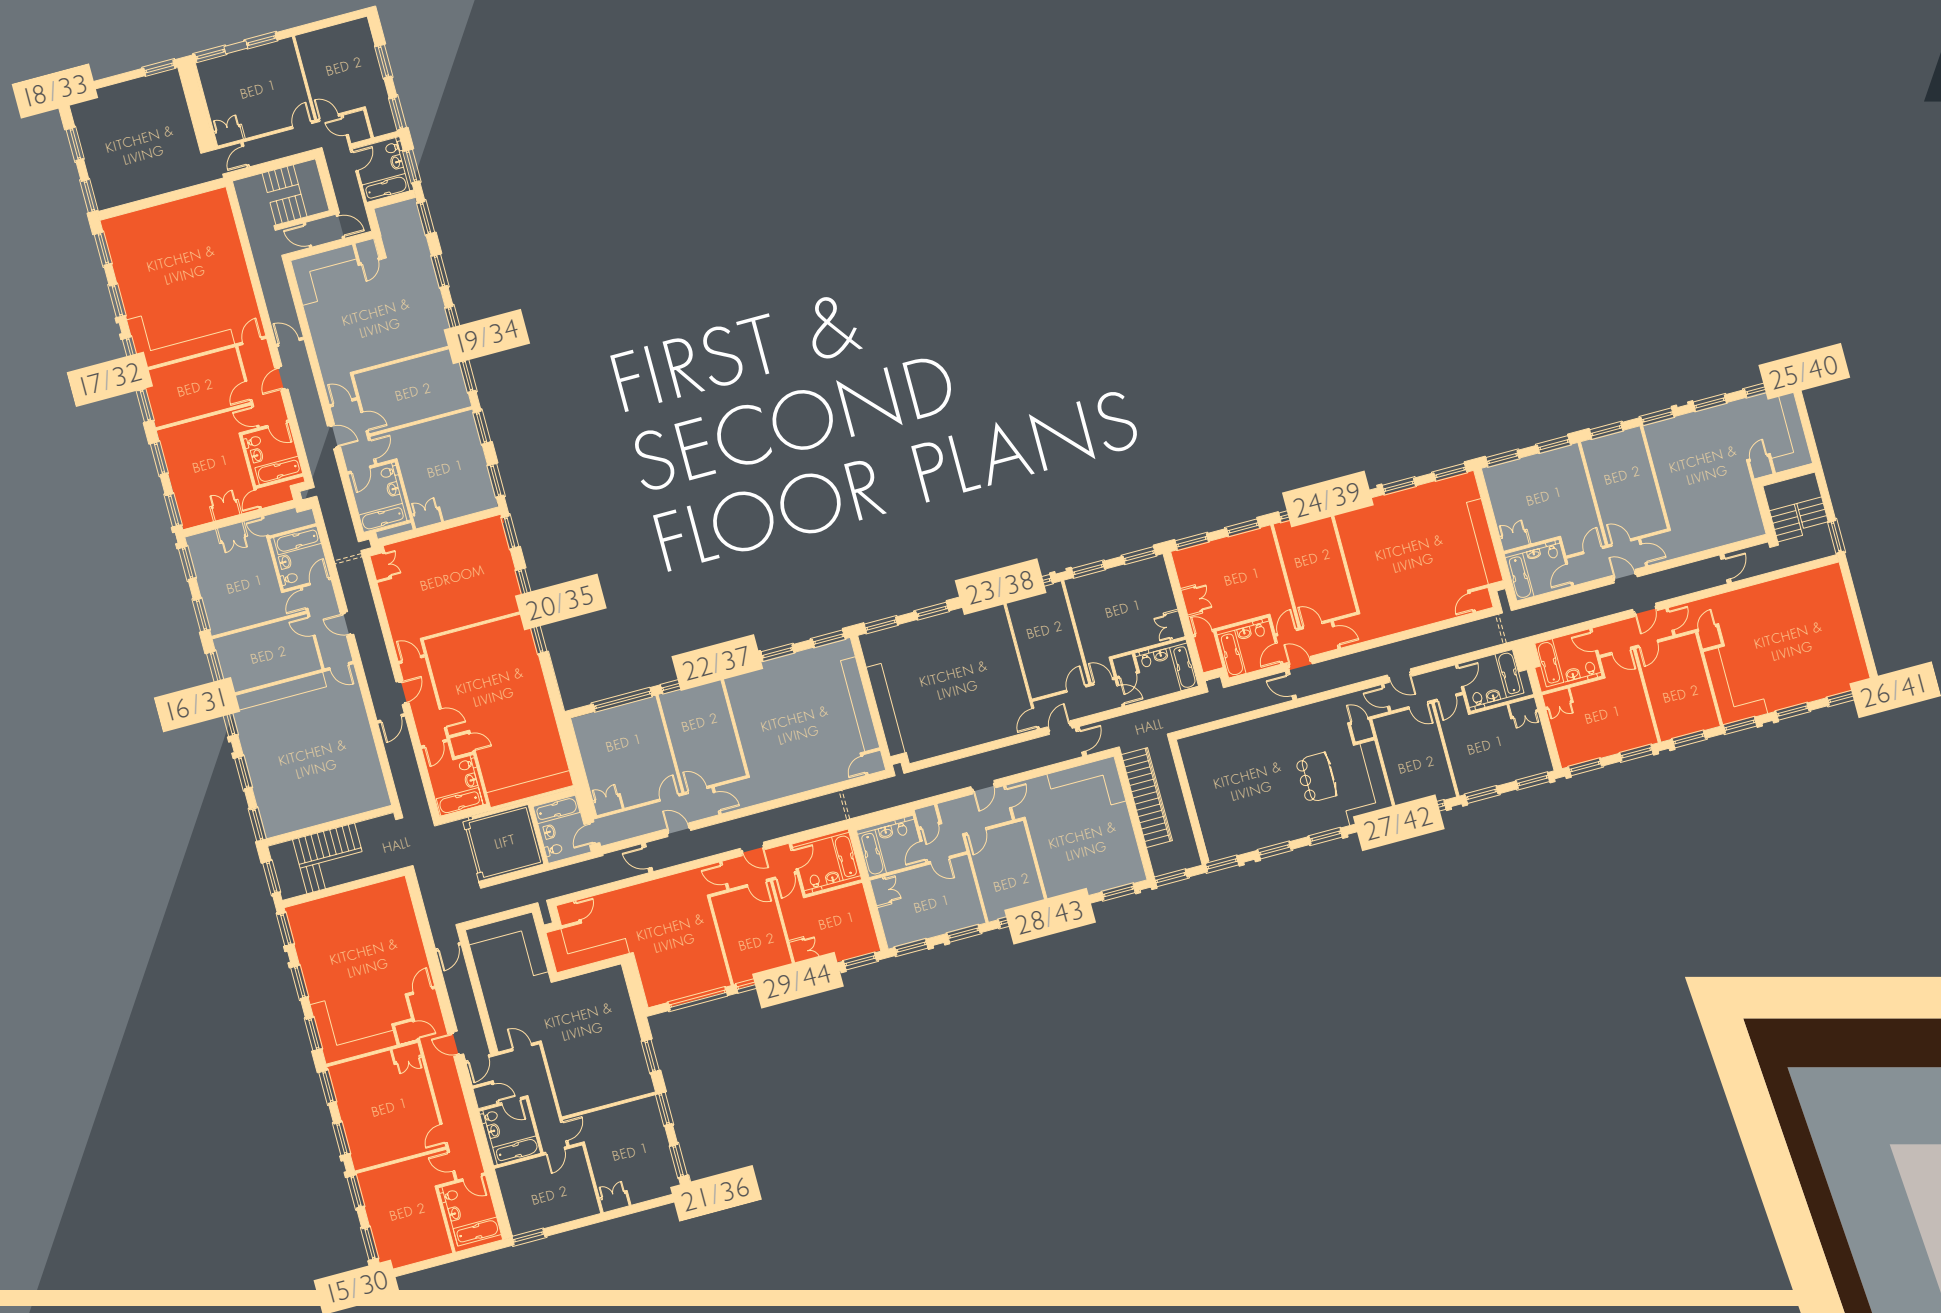 FIRST &
SECOND
FLOOR PLANS
18/33
KITCHEN &
LIVING
BED 1
BED 2
17/32
KITCHEN &
LIVING
BED 2
BED 1
19/34
KITCHEN &
LIVING
BED 2
BED 1
16/31
BED 1
BED 2
KITCHEN &
LIVING
20/35
BEDROOM
KITCHEN &
LIVING
HALL
LIFT
22/37
BED 1
BED 2
KITCHEN &
LIVING
23/38
KITCHEN &
LIVING
BED 2
BED 1
24/39
BED 1
BED 2
KITCHEN &
LIVING
25/40
BED 1
BED 2
KITCHEN &
LIVING
26/41
BED 1
BED 2
KITCHEN &
LIVING
HALL
27/42
KITCHEN &
LIVING
BED 2
BED 1
28/43
BED 1
BED 2
KITCHEN &
LIVING
29/44
KITCHEN &
LIVING
BED 2
BED 1
15/30
KITCHEN &
LIVING
BED 1
BED 2
21/36
KITCHEN &
LIVING
BED 1
BED 2